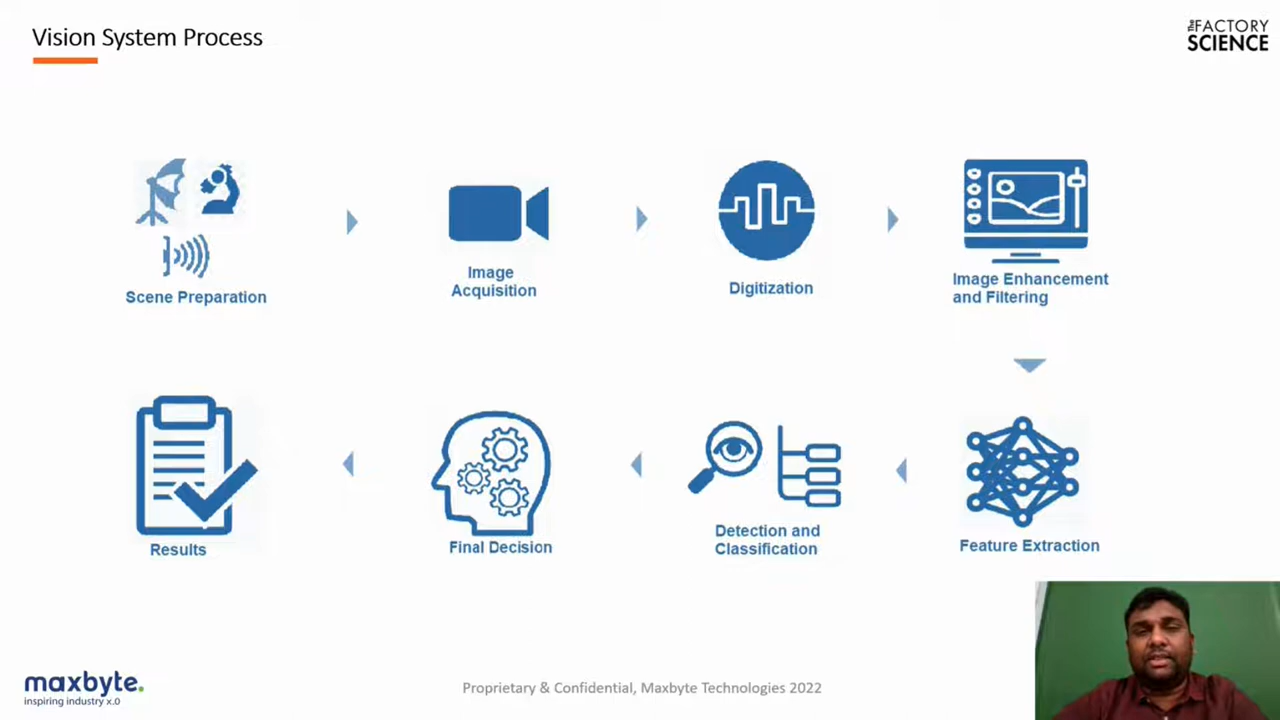 Vision System Process
the FACTORY
SCIENCE
Scene Preparation
Image
Acquisition
Digitization
Image Enhancement
and Filtering
Results
Final Decision
Detection and
Classification
Feature Extraction
maxbyte.
inspiring industry x.0
Proprietary & Confidential, Maxbyte Technologies 2022